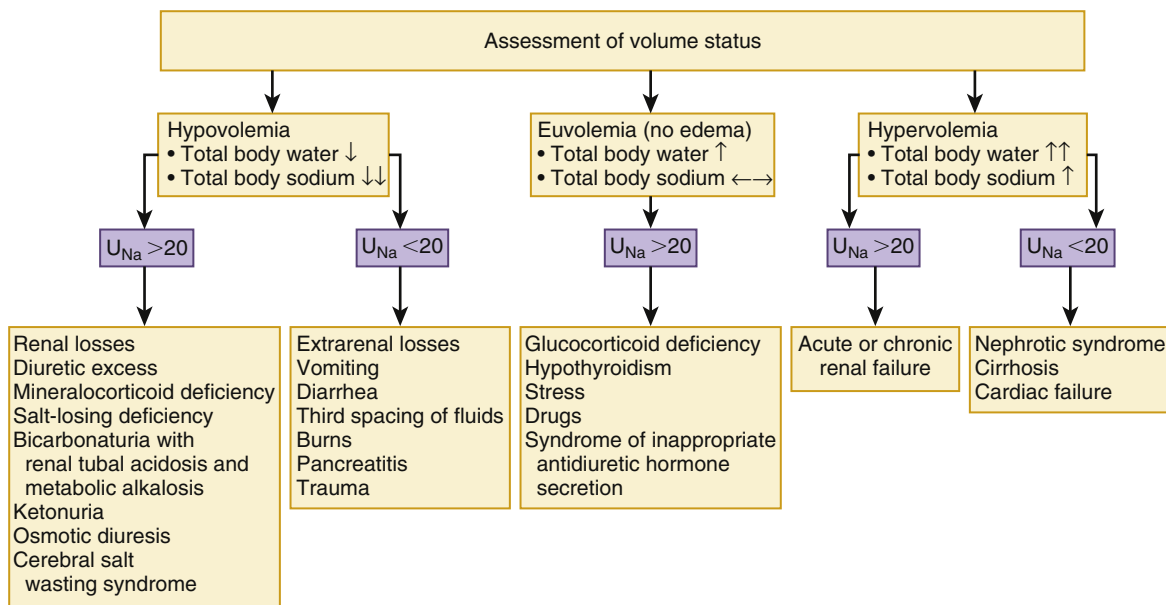 Assessment of volume status
Hypovolemia
• Total body water ↓
• Total body sodium ↓↓
Euvolemia (no edema)
• Total body water ↑
• Total body sodium ←→
Hypervolemia
• Total body water ↑↑
• Total body sodium ↑
UNa >20
UNa <20
UNa >20
UNa >20
UNa <20
Renal losses
Diuretic excess
Mineralocorticoid deficiency
Salt-losing deficiency
Bicarbonaturia with
renal tubal acidosis and
metabolic alkalosis
Ketonuria
Osmotic diuresis
Cerebral salt
wasting syndrome
Extrarenal losses
Vomiting
Diarrhea
Third spacing of fluids
Burns
Pancreatitis
Trauma
Glucocorticoid deficiency
Hypothyroidism
Stress
Drugs
Syndrome of inappropriate
antidiuretic hormone
secretion
Acute or chronic
renal failure
Nephrotic syndrome
Cirrhosis
Cardiac failure